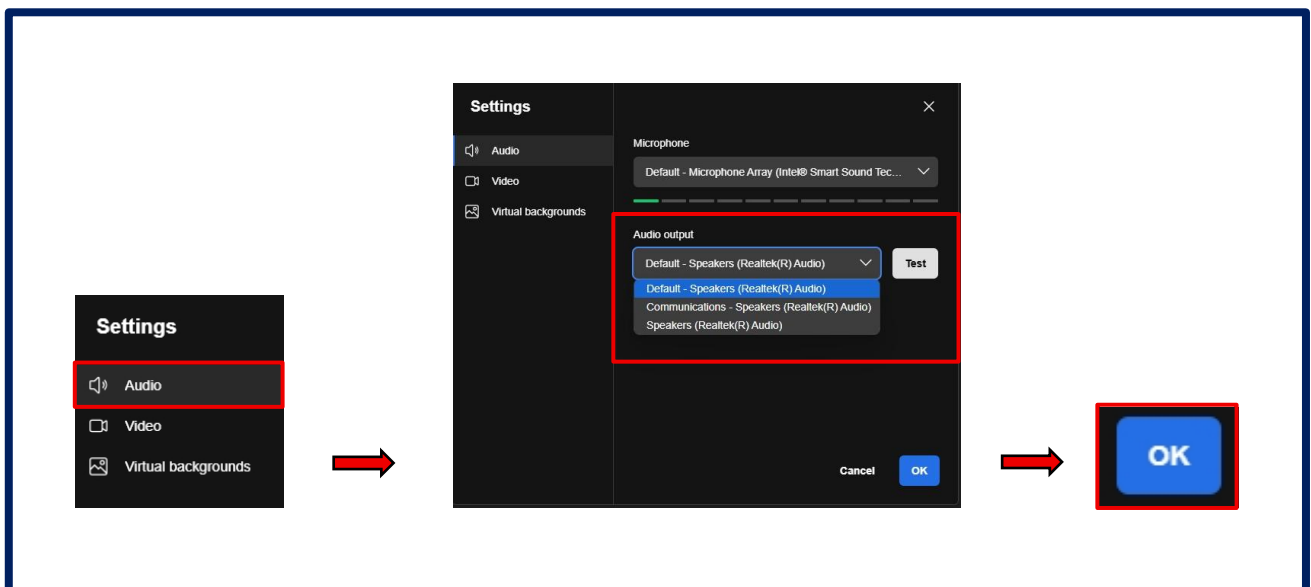 Settings
Audio
Video
Virtual backgrounds
Settings
Audio
Video
Virtual backgrounds
Microphone
Default - Microphone Array (Intel® Smart Sound Tec...
Audio output
Default - Speakers (Realtek(R) Audio)
Test
Default - Speakers (Realtek(R) Audio)
Communications - Speakers (Realtek(R) Audio)
Speakers (Realtek(R) Audio)
Cancel
OK
OK